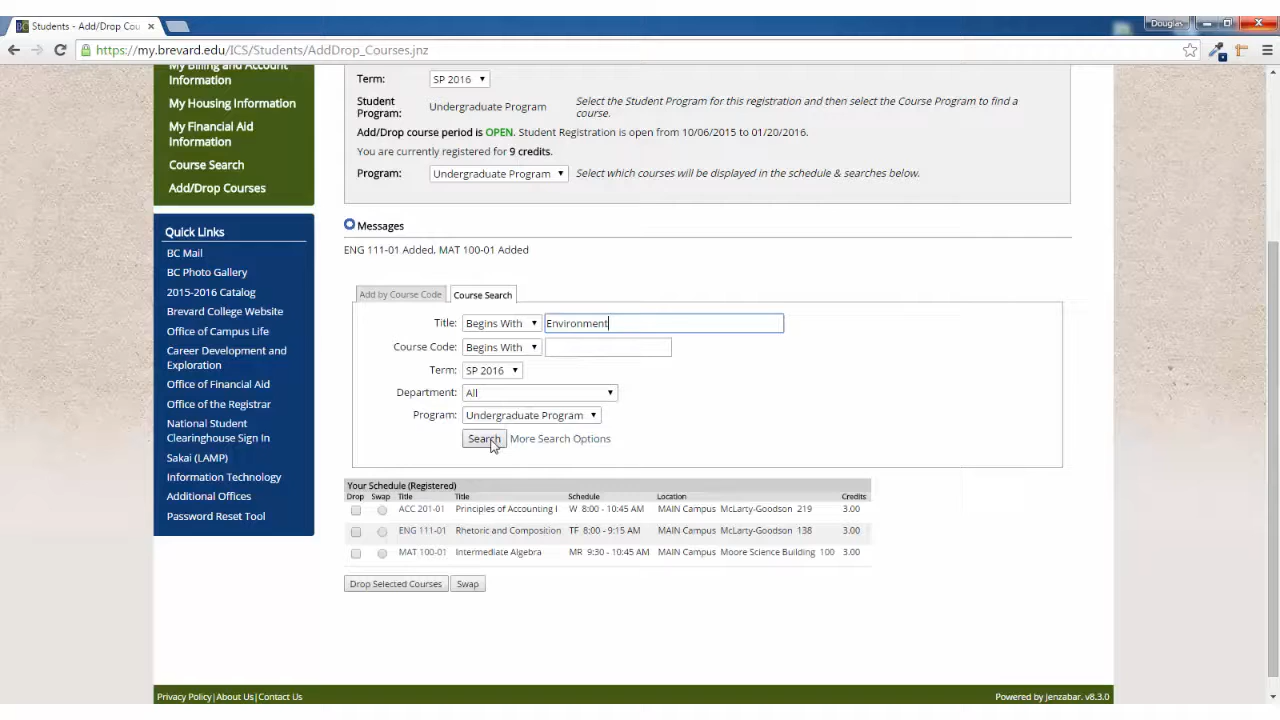 Students - Add/Drop Cou
Douglas
https://my.brevard.edu/ICS/Students/AddDrop_Courses.jnz
My Billing and Account
Information
My Housing Information
My Financial Aid
Information
Course Search
Add/Drop Courses
Quick Links
BC Mail
BC Photo Gallery
2015-2016 Catalog
Brevard College Website
Office of Campus Life
Career Development and
Exploration
Office of Financial Aid
Office of the Registrar
National Student
Clearinghouse Sign In
Sakai (LAMP)
Information Technology
Additional Offices
Password Reset Tool
Term: SP 2016
Student Program: Undergraduate Program Select the Student Program for this registration and then select the Course Program to find a course.
Add/Drop course period is OPEN. Student Registration is open from 10/06/2015 to 01/20/2016.
You are currently registered for 9 credits.
Program: Undergraduate Program Select which courses will be displayed in the schedule & searches below.
Messages
ENG 111-01 Added, MAT 100-01 Added
Add by Course Code Course Search
Title: Begins With Environment
Course Code: Begins With
Term: SP 2016
Department: All
Program: Undergraduate Program
Search More Search Options
Your Schedule (Registered)
Drop Swap Title Title Schedule Location Credits
ACC 201-01 Principles of Accounting I W 8:00 - 10:45 AM MAIN Campus McLarty-Goodson 219 3.00
ENG 111-01 Rhetoric and Composition TF 8:00 - 9:15 AM MAIN Campus McLarty-Goodson 138 3.00
MAT 100-01 Intermediate Algebra MR 9:30 - 10:45 AM MAIN Campus Moore Science Building 100 3.00
Drop Selected Courses Swap
Privacy Policy|About Us|Contact Us Powered by Jenzabar. v8.3.0